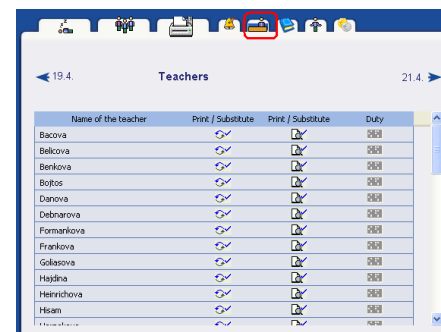 19.4. Teachers 21.4.
Name of the teacher Print / Substitute Print / Substitute Duty
Bacova
Belicova
Benkova
Bojtos
Danova
Debnarova
Formankova
Frankova
Goliasova
Hajdina
Heinrichova
Hisam